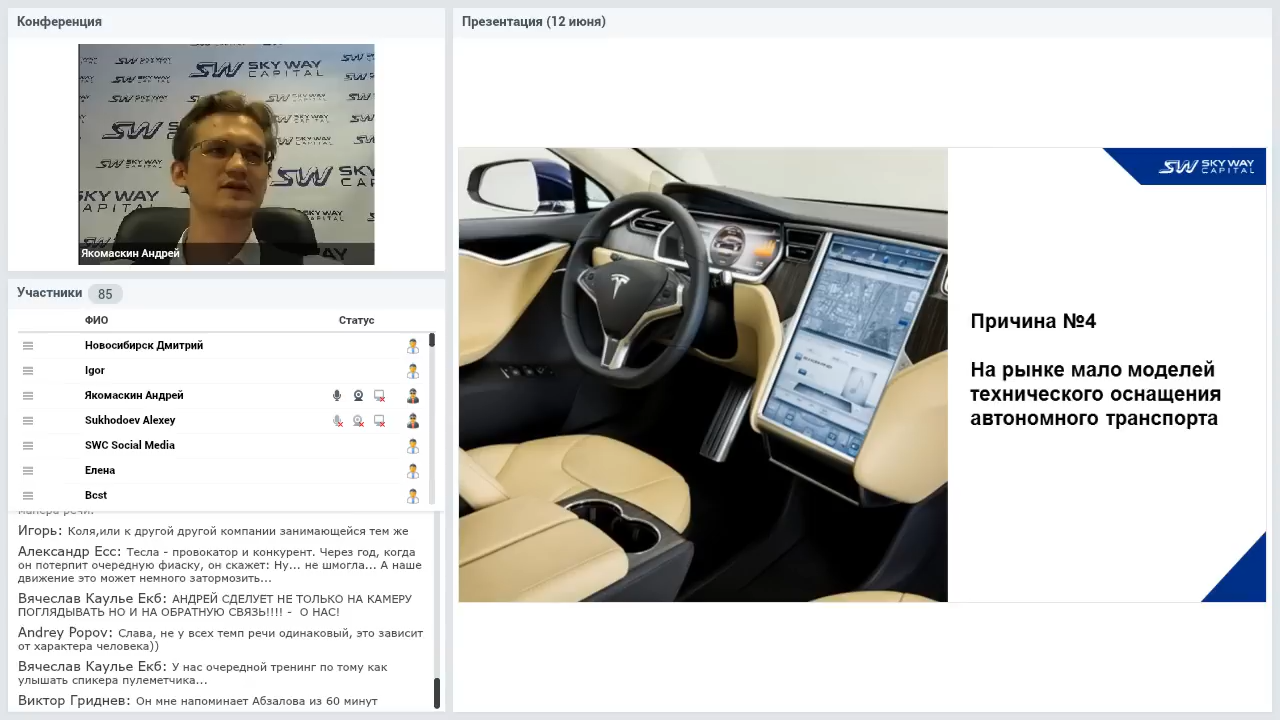 Конференция
SKY WAY
CAPITAL
Якомаскин Андрей
Участники 85
ФИО Статус
Новосибирск Дмитрий
Igor
Якомаскин Андрей
Sukhodoev Alexey
SWC Social Media
Елена
Bcst
манера речи.
Игорь: Коля,или к другой другой компании занимающейся тем же
Александр Есс: Тесла - провокатор и конкурент. Через год, когда
он потерпит очередную фиаску, он скажет: Ну... не шмогла... А наше
движение это может немного затормозить...
Вячеслав Каулье Екб: АНДРЕЙ СДЕЛУЕТ НЕ ТОЛЬКО НА КАМЕРУ
ПОГЛЯДЫВАТЬ НО И НА ОБРАТНУЮ СВЯЗЬ!!!! - О НАС!
Andrey Popov: Слава, не у всех темп речи одинаковый, это зависит
от характера человека))
Вячеслав Каулье Екб: У нас очередной тренинг по тому как
улышать спикера пулеметчика...
Виктор Гриднев: Он мне напоминает Абзалова из 60 минут
Презентация (12 июня)
SW SKY WAY
CAPITAL
Причина №4
На рынке мало моделей
технического оснащения
автономного транспорта